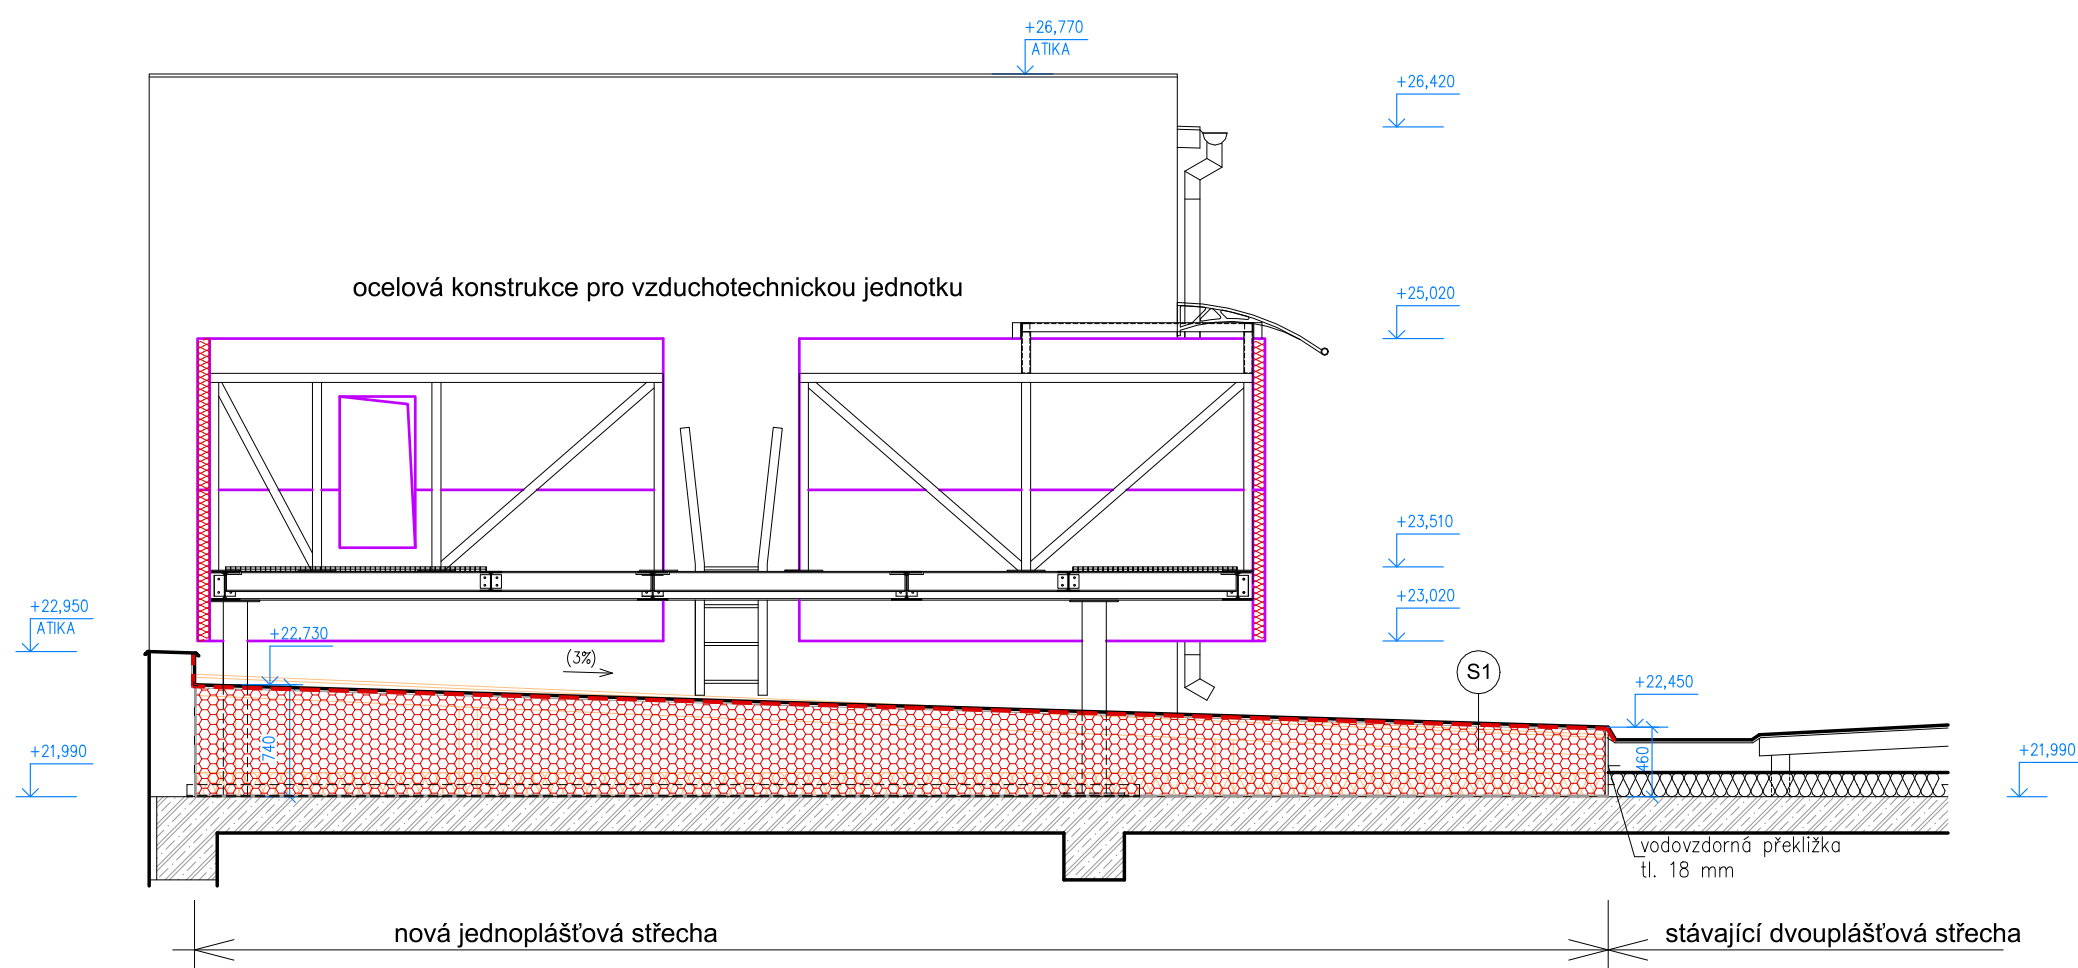 +26,770
ATIKA
+26,420
ocelová konstrukce pro vzduchotechnickou jednotku
+25,020
+23,510
+22,950
ATIKA
+23,020
+22,730
(3%)
S1
+22,450
+21,990
740
460
+21,990
vodovzdorná překližka
tl. 18 mm
nová jednoplášťová střecha
stávající dvouplášťová střecha